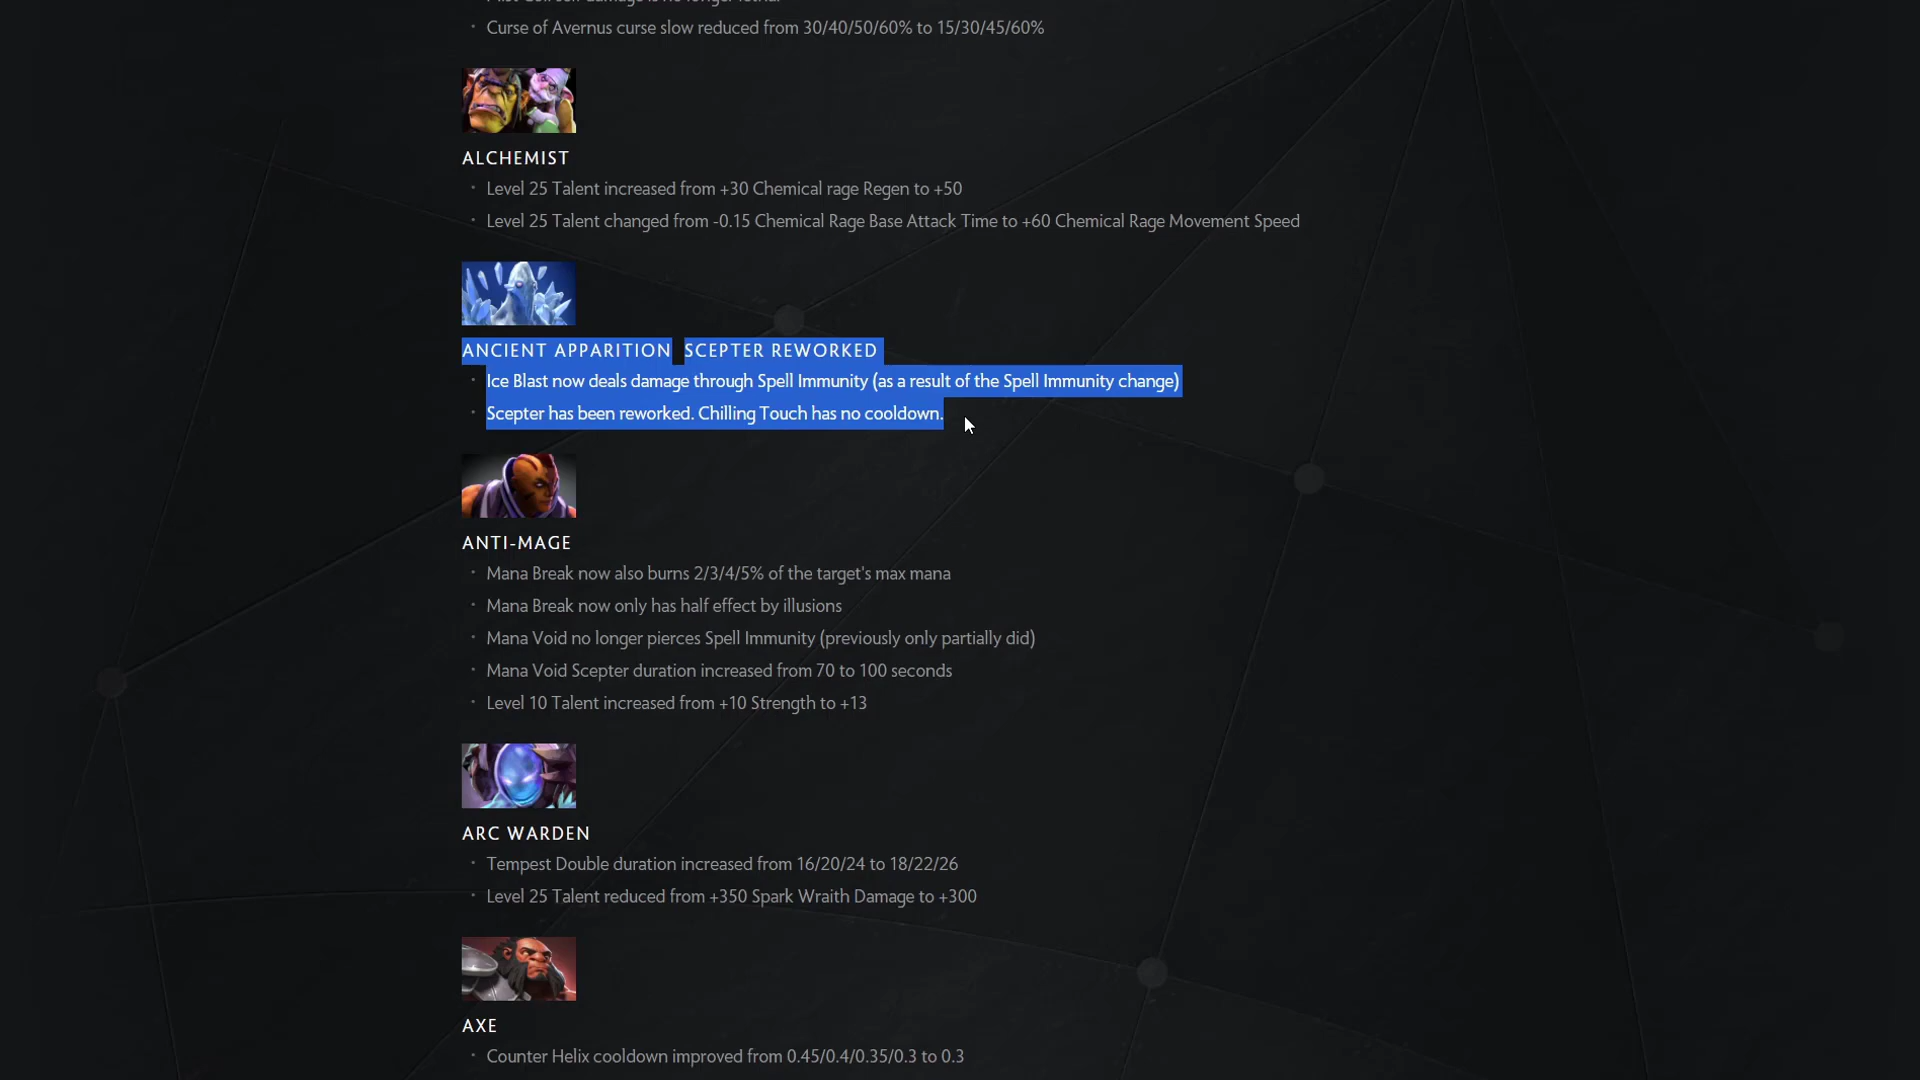 Curse of Avernus curse slow reduced from 30/40/50/60% to 15/30/45/60%
ALCHEMIST
Level 25 Talent increased from +30 Chemical rage Regen to +50
Level 25 Talent changed from -0.15 Chemical Rage Base Attack Time to +60 Chemical Rage Movement Speed
ANCIENT APPARITION SCEPTER REWORKED
Ice Blast now deals damage through Spell Immunity (as a result of the Spell Immunity change)
Scepter has been reworked. Chilling Touch has no cooldown.
ANTI-MAGE
Mana Break now also burns 2/3/4/5% of the target's max mana
Mana Break now only has half effect by illusions
Mana Void no longer pierces Spell Immunity (previously only partially did)
Mana Void Scepter duration increased from 70 to 100 seconds
Level 10 Talent increased from +10 Strength to +13
ARC WARDEN
Tempest Double duration increased from 16/20/24 to 18/22/26
Level 25 Talent reduced from +350 Spark Wraith Damage to +300
AXE
Counter Helix cooldown improved from 0.45/0.4/0.35/0.3 to 0.3